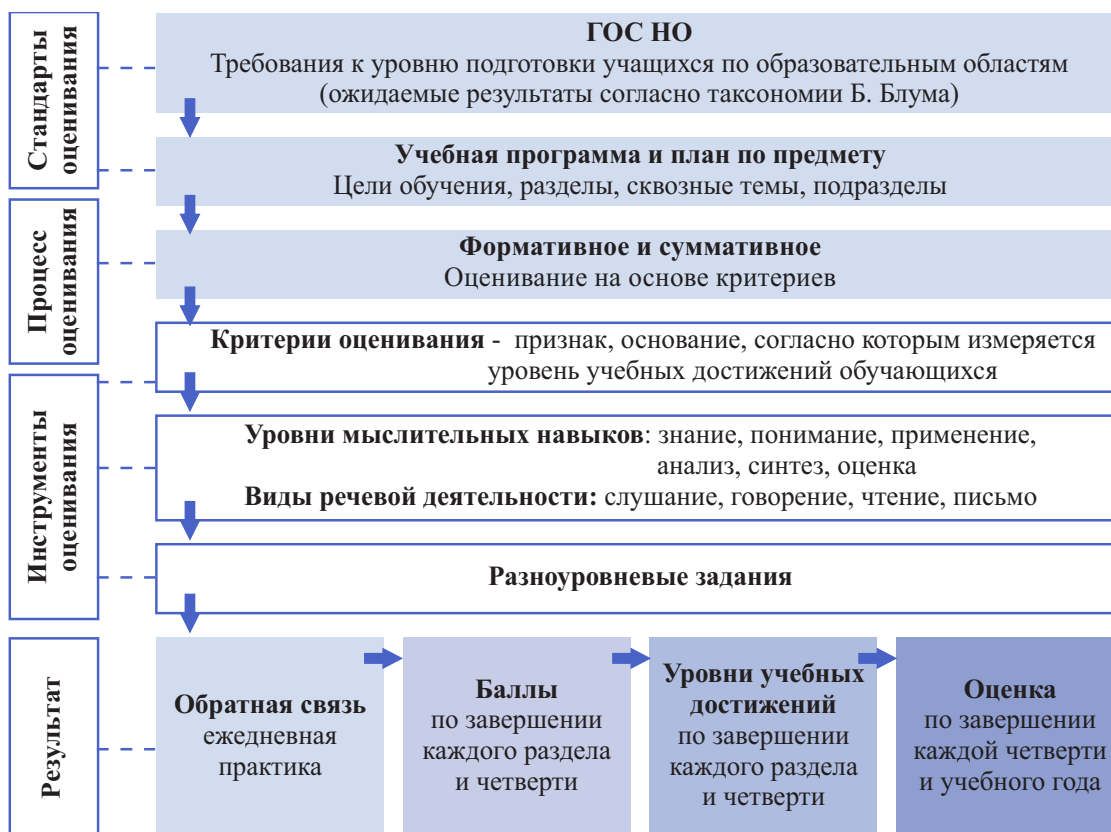 Стандарты
оценивания
ГОС НО
Требования к уровню подготовки учащихся по образовательным областям
(ожидаемые результаты согласно таксономии Б. Блума)
Учебная программа и план по предмету
Цели обучения, разделы, сквозные темы, подразделы
Процесс
оценивания
Формативное и суммативное
Оценивание на основе критериев
Критерии оценивания - признак, основание, согласно которым измеряется
уровень учебных достижений обучающихся
Инструменты
оценивания
Уровни мыслительных навыков: знание, понимание, применение,
анализ, синтез, оценка
Виды речевой деятельности: слушание, говорение, чтение, письмо
Разноуровневые задания
Результат
Обратная связь
ежедневная
практика
Баллы
по завершении
каждого раздела
и четверти
Уровни учебных
достижений
по завершении
каждого раздела
и четверти
Оценка
по завершении
каждой четверти
и учебного года